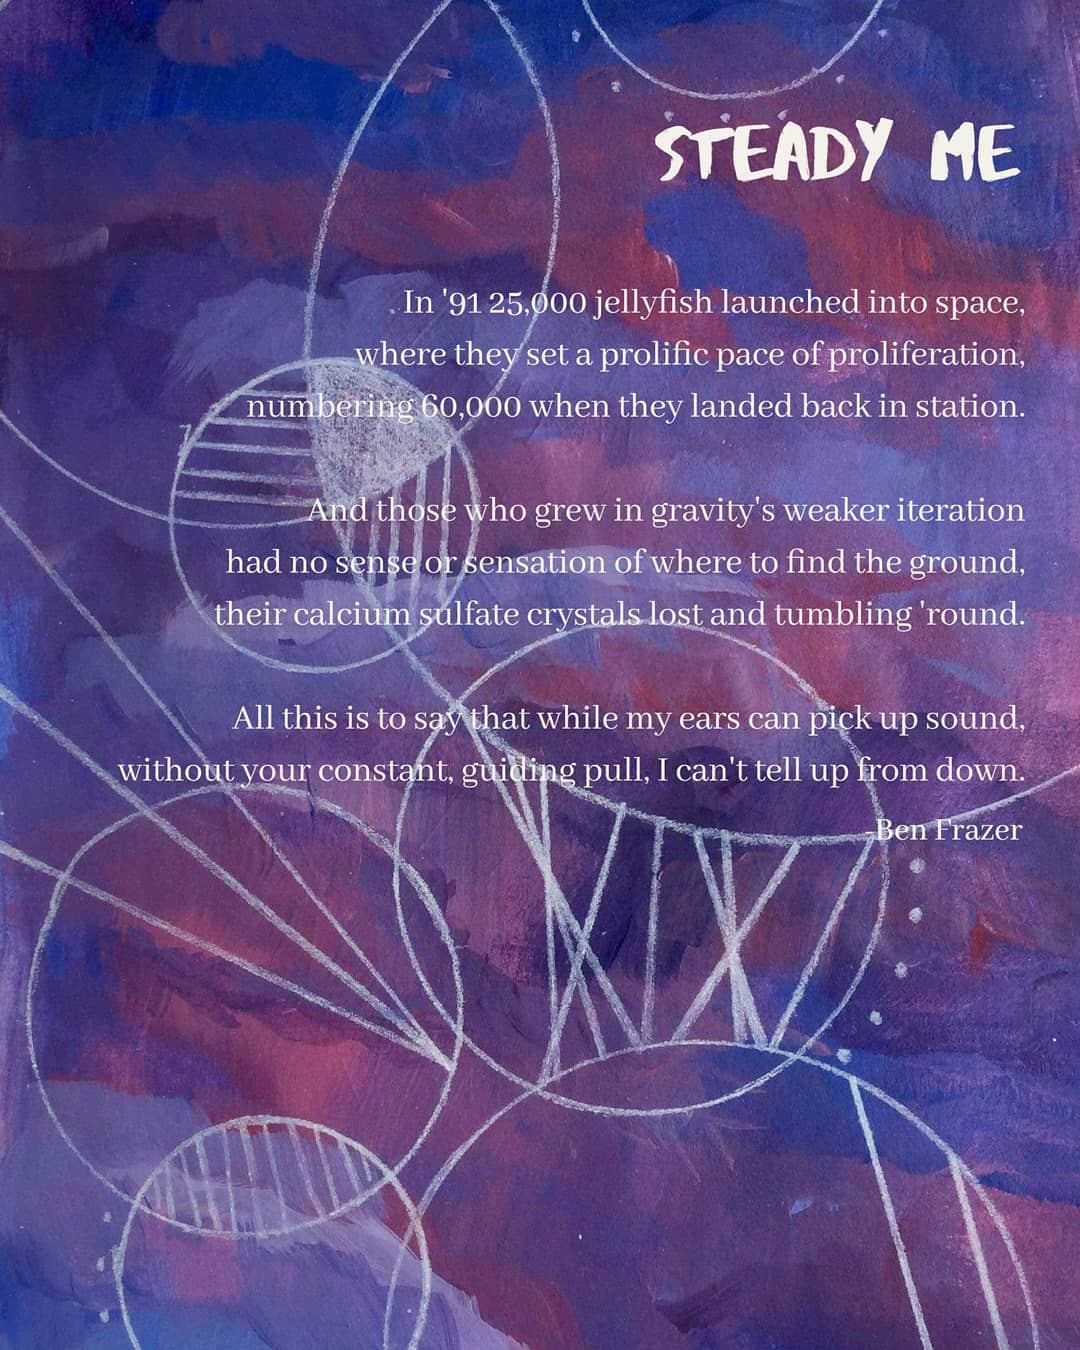 STEADY ME
In '91 25,000 jellyfish launched into space,
where they set a prolific pace of proliferation,
numbering 60,000 when they landed back in station.
And those who grew in gravity's weaker iteration
had no sense or sensation of where to find the ground,
their calcium sulfate crystals lost and tumbling 'round.
All this is to say that while my ears can pick up sound,
without your constant, guiding pull, I can't tell up from down.
-Ben Frazer